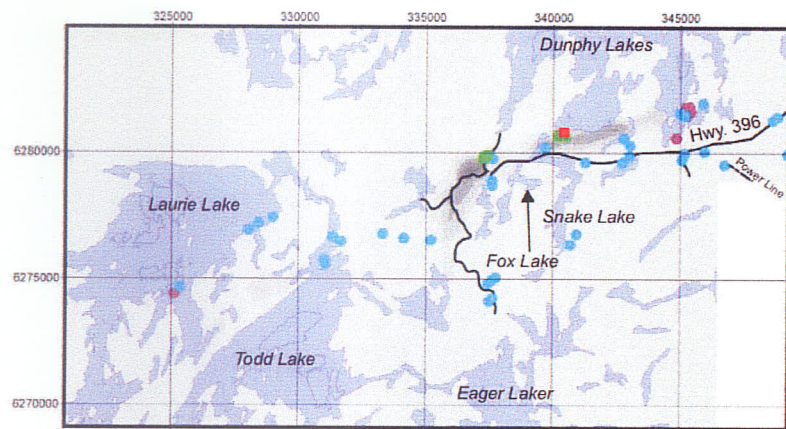 325000 330000 335000 340000 345000
Dunphy Lakes
Hwy. 396
6280000
Power Line
Laurie Lake
Snake Lake
Fox Lake
6275000
Todd Lake
Eager Laker
6270000